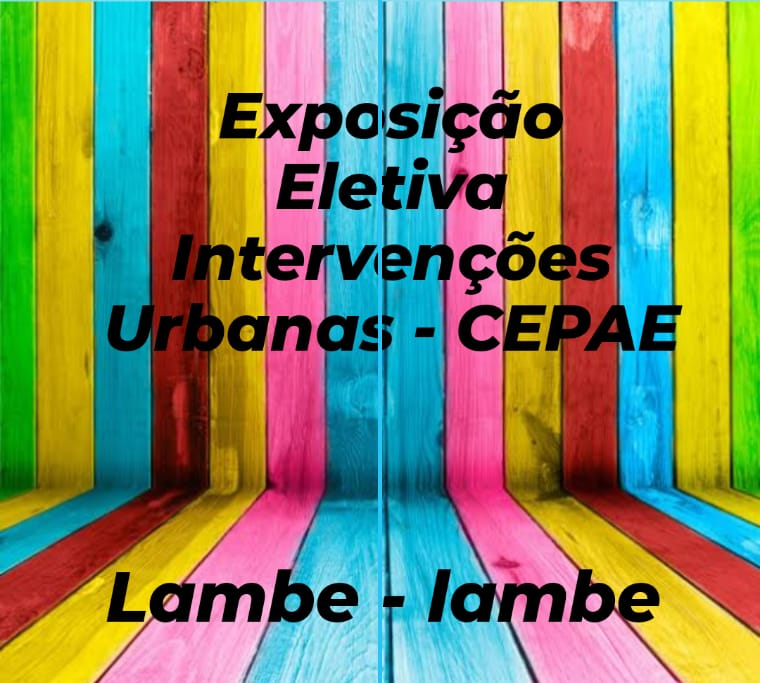 Exposição
Eletiva
Intervenções
Urbanas - CEPAE
Lambe - lambe